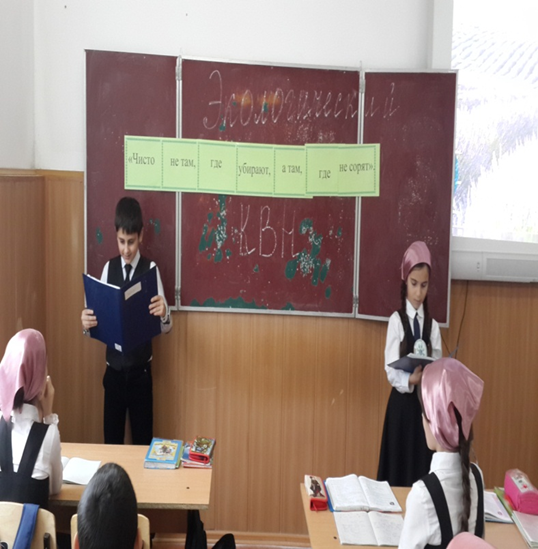 Экологический
«Чисто не там, где убирают, а там, где не сорят».
КВН